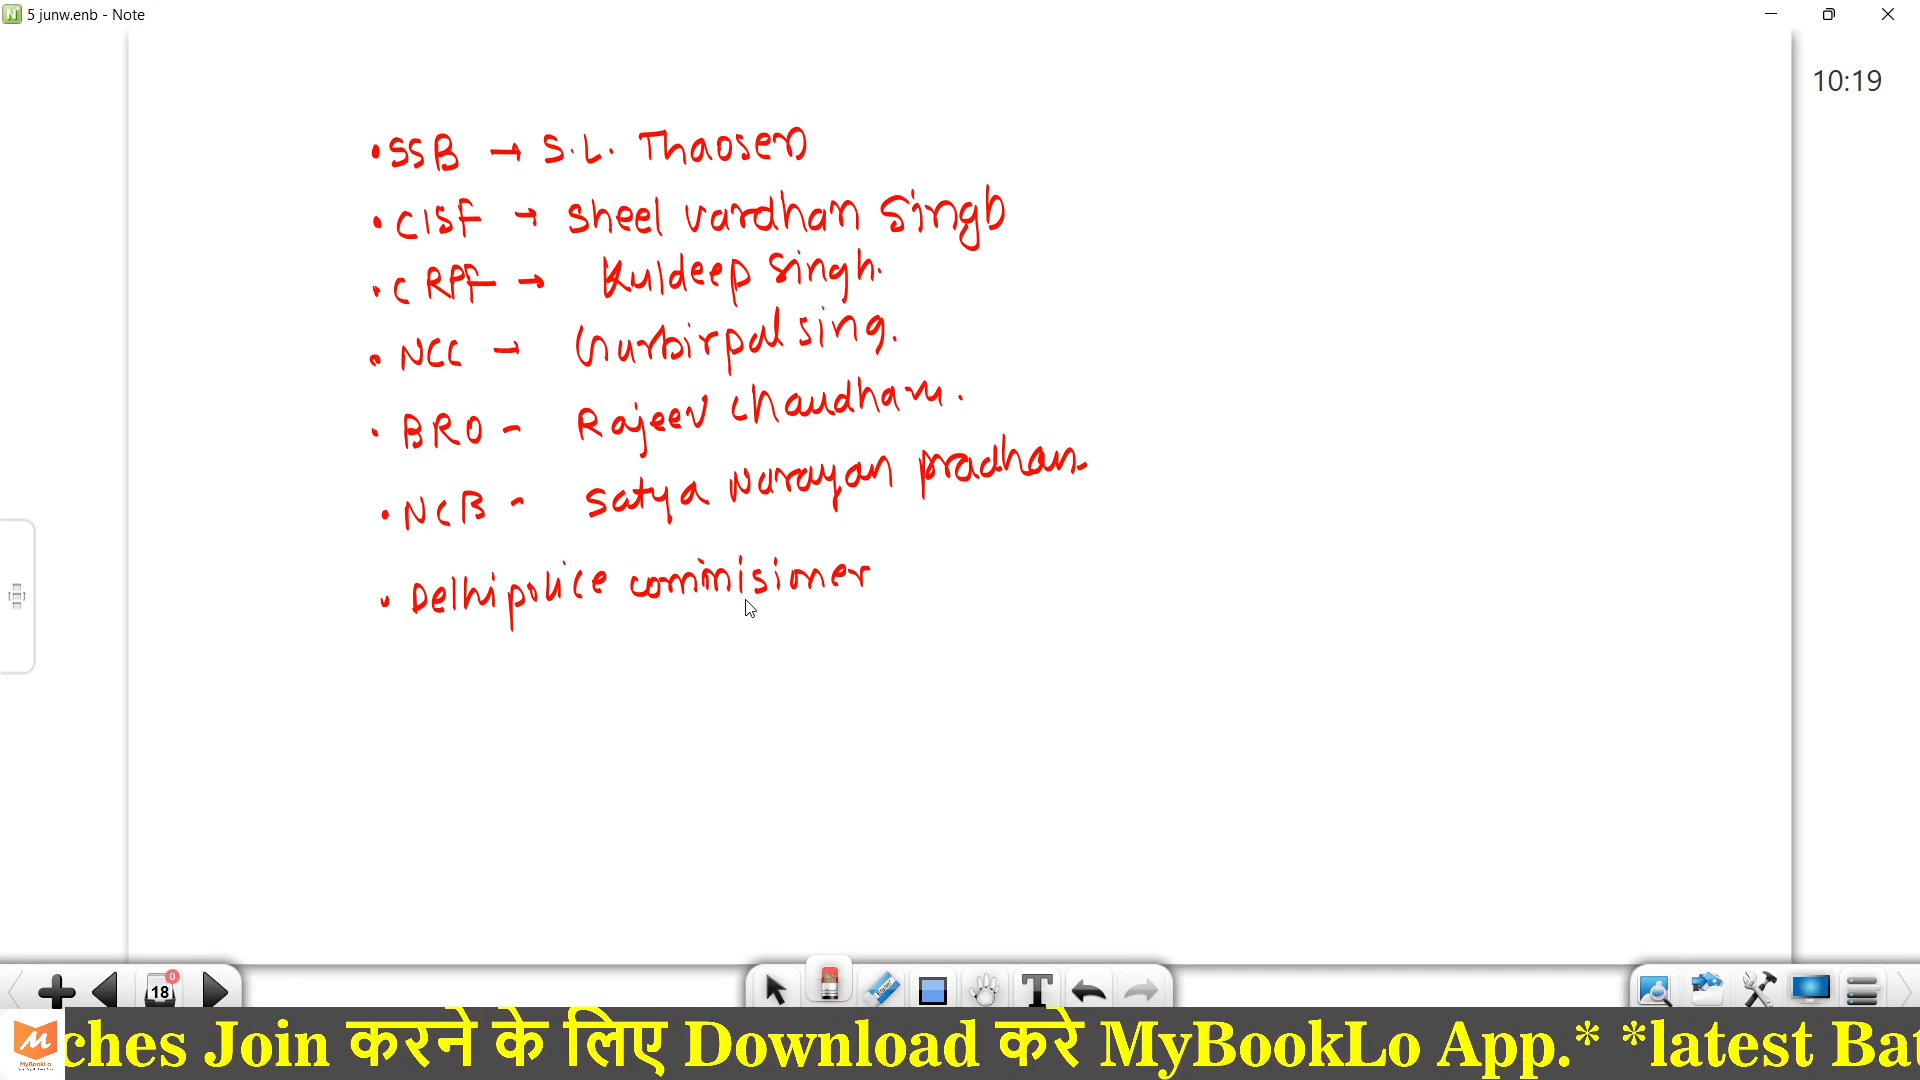 5 junw.enb - Note
10:19
• SSB → S.L. Thaosen
• CISF → Sheel vardhan Singh
• CRPF → Kuldeep Singh.
• NCC → Gurbirpal sing.
• BRO - Rajeev chaudhary.
• NCB - Satya Narayan pradhan
• Delhi police commisioner
18
0
T
MyBookLo
ches Join करने के लिए Download करे MyBookLo App.* *latest Bat